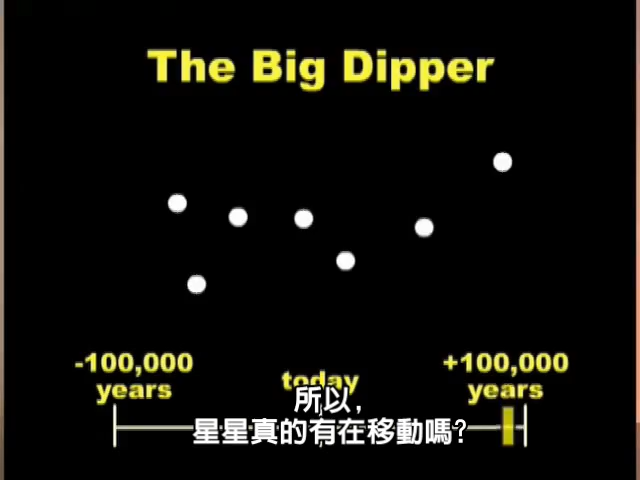 The Big Dipper
-100,000
years
today
+100,000
years
所以,
星星真的有在移動嗎?